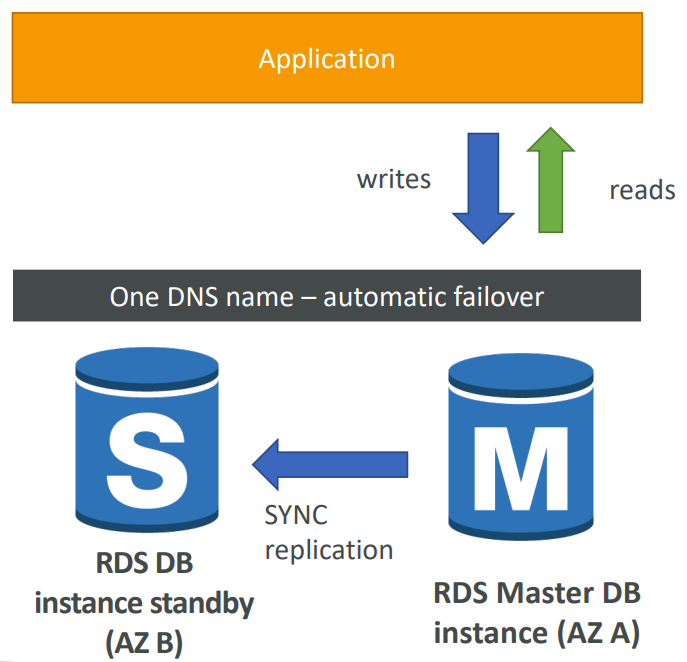 Application
writes
reads
One DNS name – automatic failover
S
M
SYNC
replication
RDS DB
instance standby
(AZ B)
RDS Master DB
instance (AZ A)